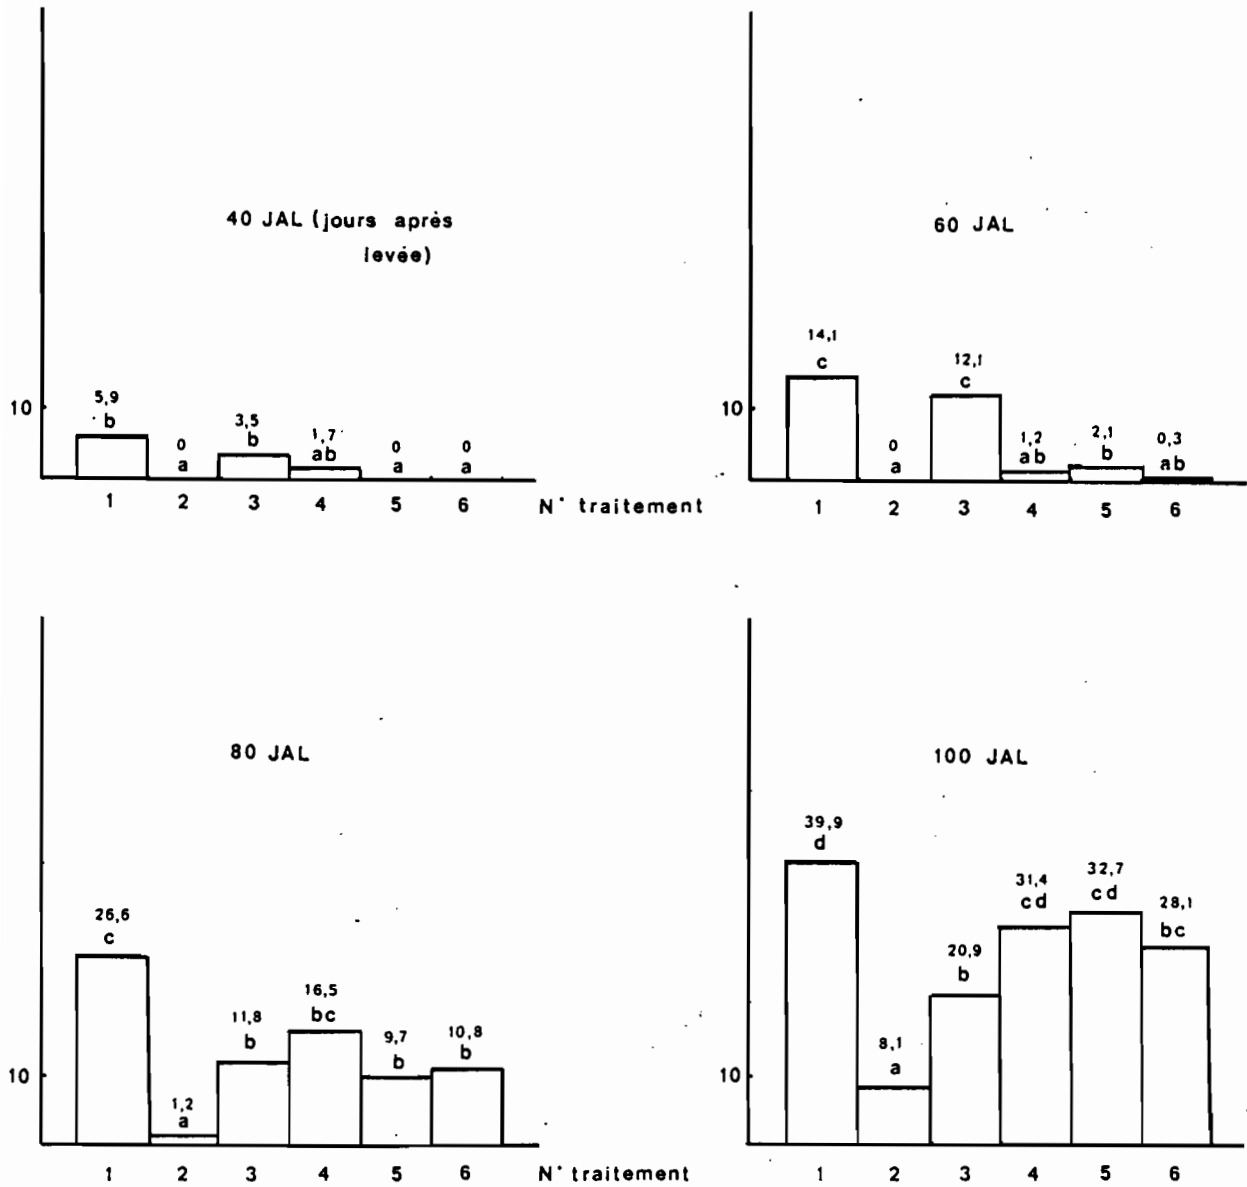 40 JAL (jours après
levée)
10
5,9
b
0
a
3,5
b
1,7
ab
0
a
0
a
1 2 3 4 5 6 N° traitement
60 JAL
10
14,1
c
0
a
12,1
c
1,2
ab
2,1
b
0,3
ab
1 2 3 4 5 6
80 JAL
10
26,6
c
1,2
a
11,8
b
16,5
bc
9,7
b
10,8
b
1 2 3 4 5 6 N° traitement
100 JAL
10
39,9
d
8,1
a
20,9
b
31,4
cd
32,7
cd
28,1
bc
1 2 3 4 5 6